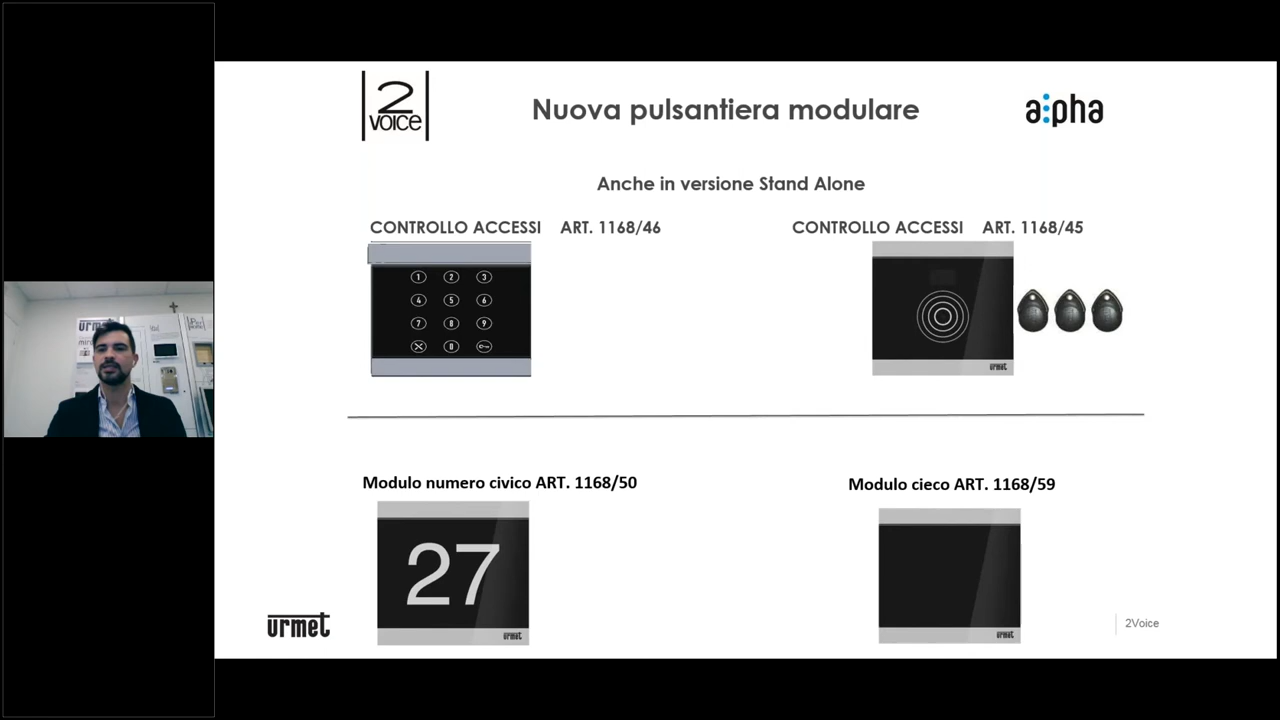 2
VOICE
Nuova pulsantiera modulare
a:pha
Anche in versione Stand Alone
CONTROLLO ACCESSI ART. 1168/46
CONTROLLO ACCESSI ART. 1168/45
1 2 3
4 5 6
7 8 9
0
urmet
urmet
Modulo numero civico ART. 1168/50
Modulo cieco ART. 1168/59
27
urmet
urmet
urmet
2Voice